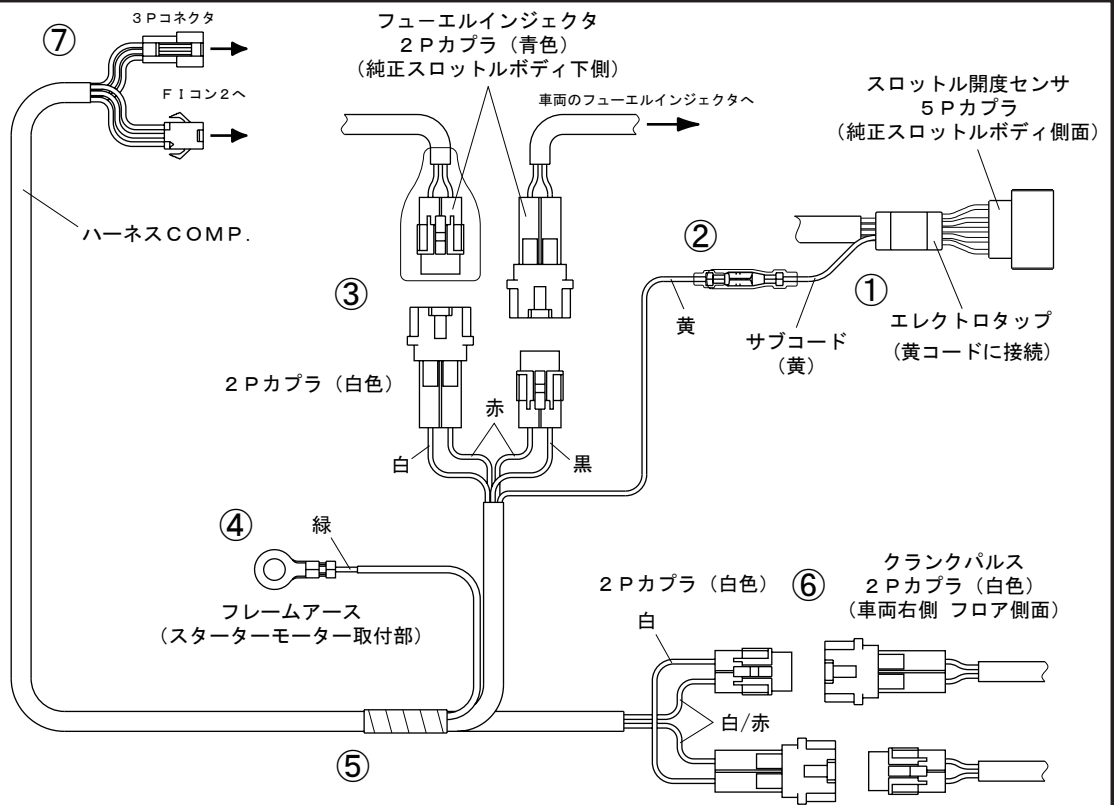 ⑦
3Pコネクタ
FIコン2へ
ハーネスCOMP.
フューエルインジェクタ
2Pカプラ(青色)
(純正スロットルボディ下側)
車両のフューエルインジェクタへ
スロットル開度センサ
5Pカプラ
(純正スロットルボディ側面)
②
①
③
黄
サブコード
(黄)
エレクトロタップ
(黄コードに接続)
2Pカプラ(白色)
赤
白
黒
④
緑
フレームアース
(スターターモーター取付部)
2Pカプラ(白色)
⑥
クランクパルス
2Pカプラ(白色)
(車両右側 フロア側面)
白
白/赤
⑤